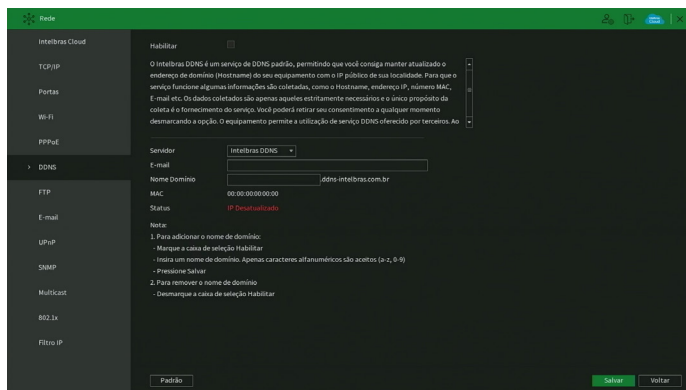 Rede
Intelbras Cloud
TCP/IP
Portas
Wi-Fi
PPPoE
DDNS
FTP
E-mail
UPnP
SNMP
Multicast
802.1x
Filtro IP
Habilitar
O Intelbras DDNS é um serviço de DDNS padrão, permitindo que você consiga manter atualizado o
endereço de domínio (Hostname) do seu equipamento com o IP público de sua localidade. Para que o
serviço funcione algumas informações são coletadas, como o Hostname, endereço IP, número MAC,
E-mail etc. Os dados coletados são apenas aqueles estritamente necessários e o único propósito da
coleta é o fornecimento do serviço. Você poderá retirar seu consentimento a qualquer momento
desmarcando a opção. O equipamento permite a utilização de serviço DDNS oferecido por terceiros. Ao
Servidor Intelbras DDNS
E-mail
Nome Domínio .ddns-intelbras.com.br
MAC 00:00:00:00:00:00
Status IP Desatualizado
Nota:
1. Para adicionar o nome de domínio:
- Marque a caixa de seleção Habilitar
- Insira um nome de domínio. Apenas caracteres alfanuméricos são aceitos (a-z, 0-9)
- Pressione Salvar
2. Para remover o nome de domínio
- Desmarque a caixa de seleção Habilitar
Padrão Salvar Voltar